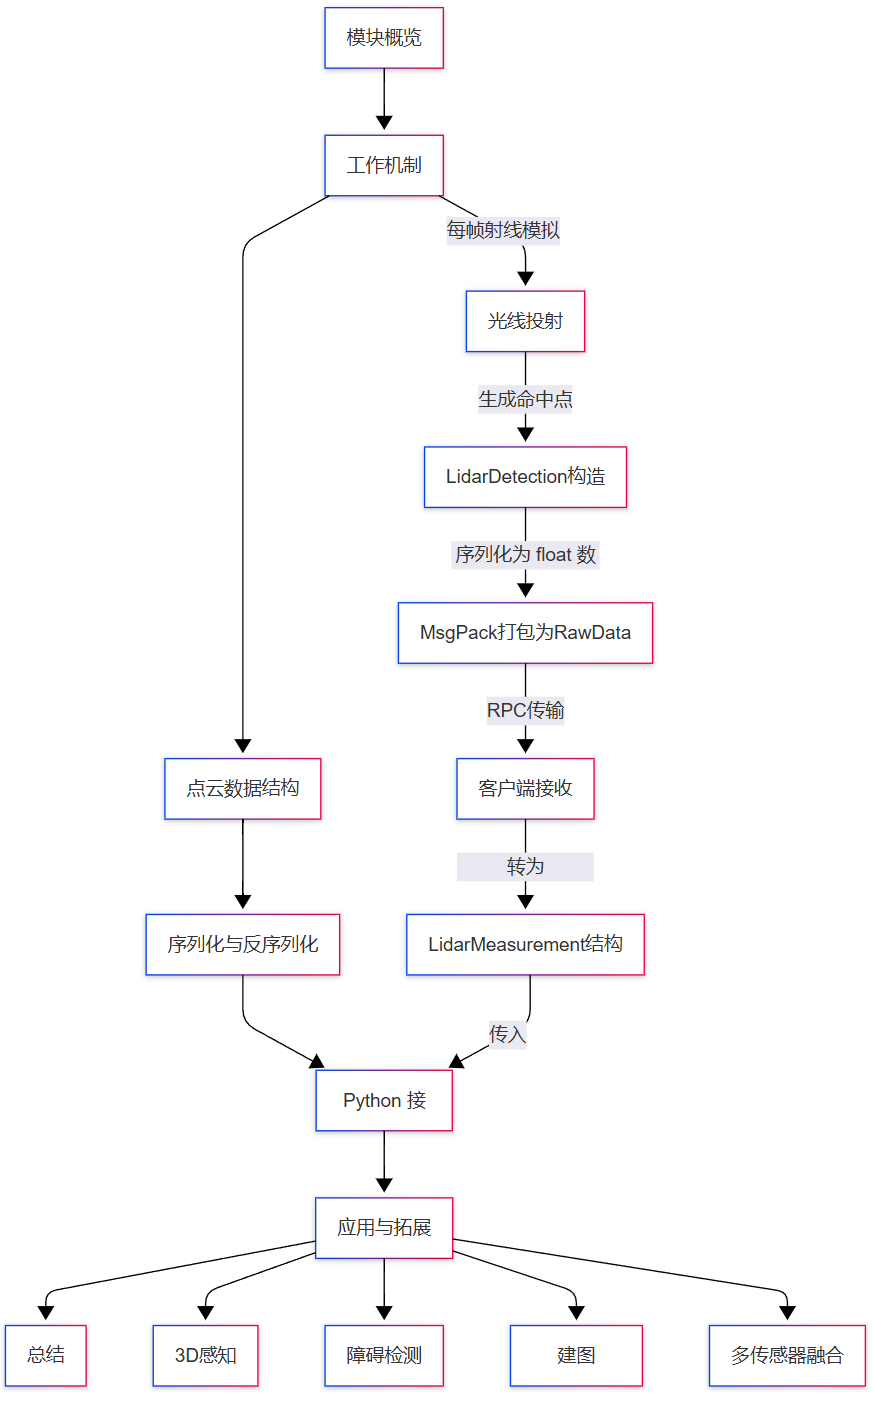 模块概览
工作机制
每帧射线模拟
光线投射
生成命中点
LidarDetection构造
序列化为 float 数
MsgPack打包为RawData
RPC传输
点云数据结构
客户端接收
转为
序列化与反序列化
LidarMeasurement结构
传入
Python 接
应用与拓展
总结
3D感知
障碍检测
建图
多传感器融合